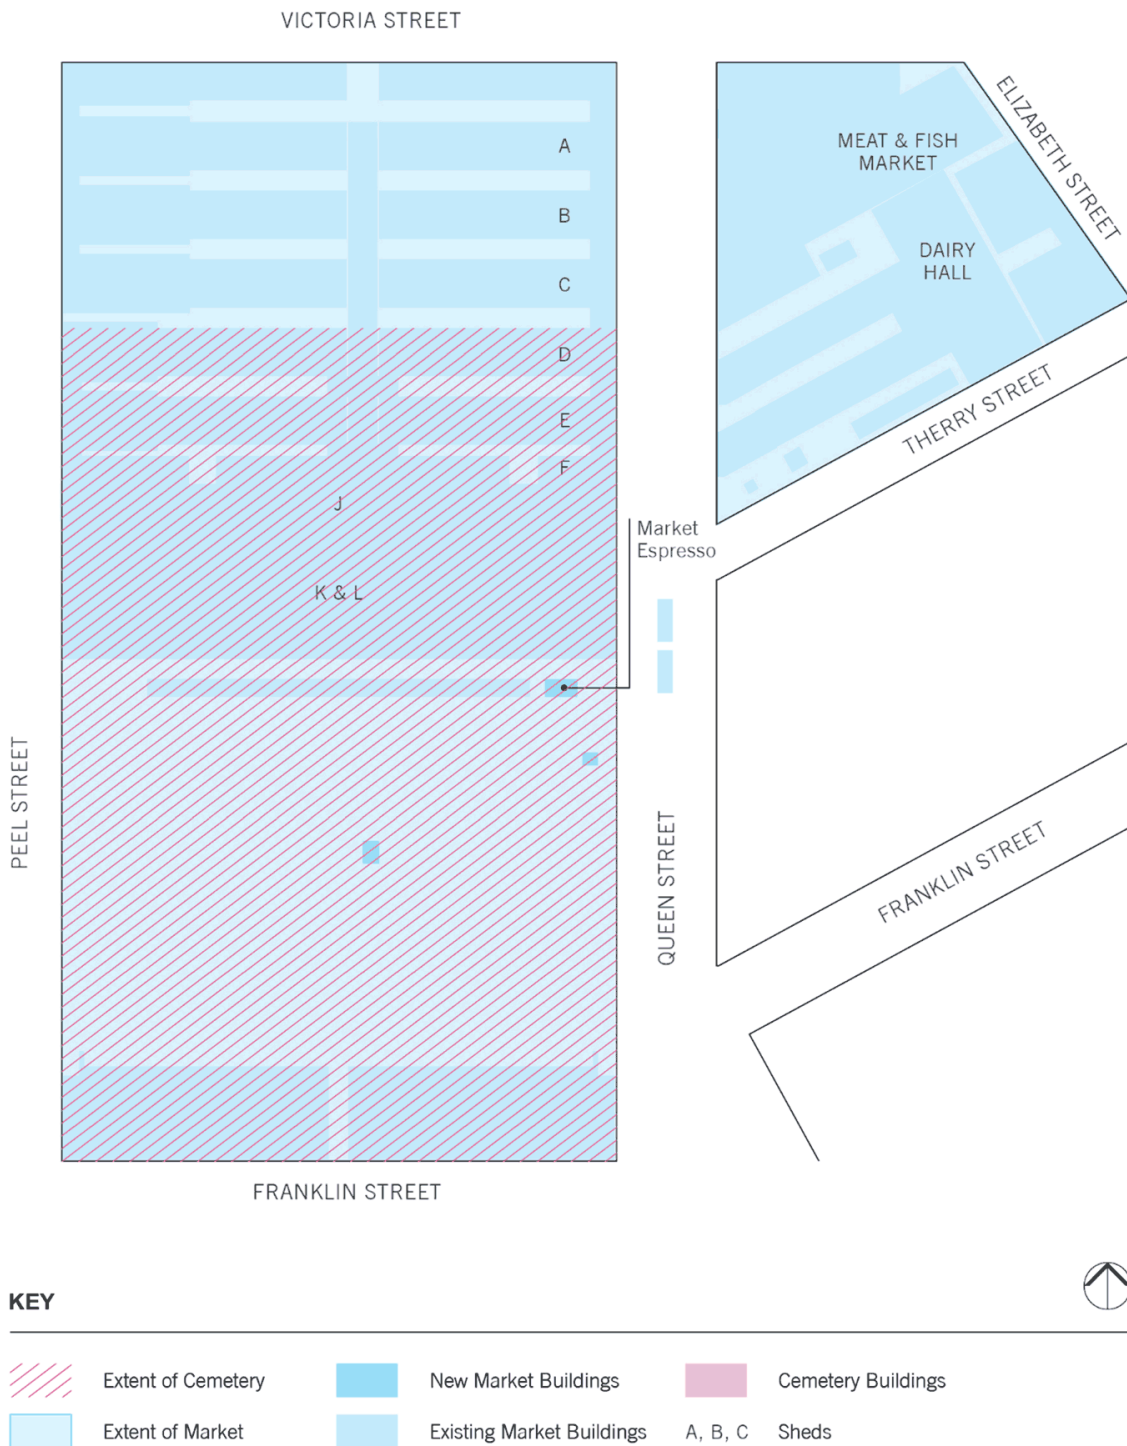 VICTORIA STREET
ELIZABETH STREET
MEAT & FISH
MARKET
A
B
DAIRY
HALL
C
D
THERRY STREET
E
F
J
Market
Espresso
K & L
PEEL STREET
QUEEN STREET
FRANKLIN STREET
FRANKLIN STREET
KEY
Extent of Cemetery
New Market Buildings
Cemetery Buildings
Extent of Market
Existing Market Buildings
A, B, C Sheds